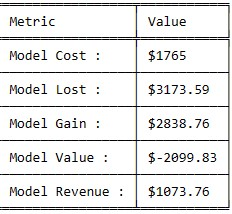 Metric Value
Model Cost : $1765
Model Lost : $3173.59
Model Gain : $2838.76
Model Value : $-2099.83
Model Revenue : $1073.76